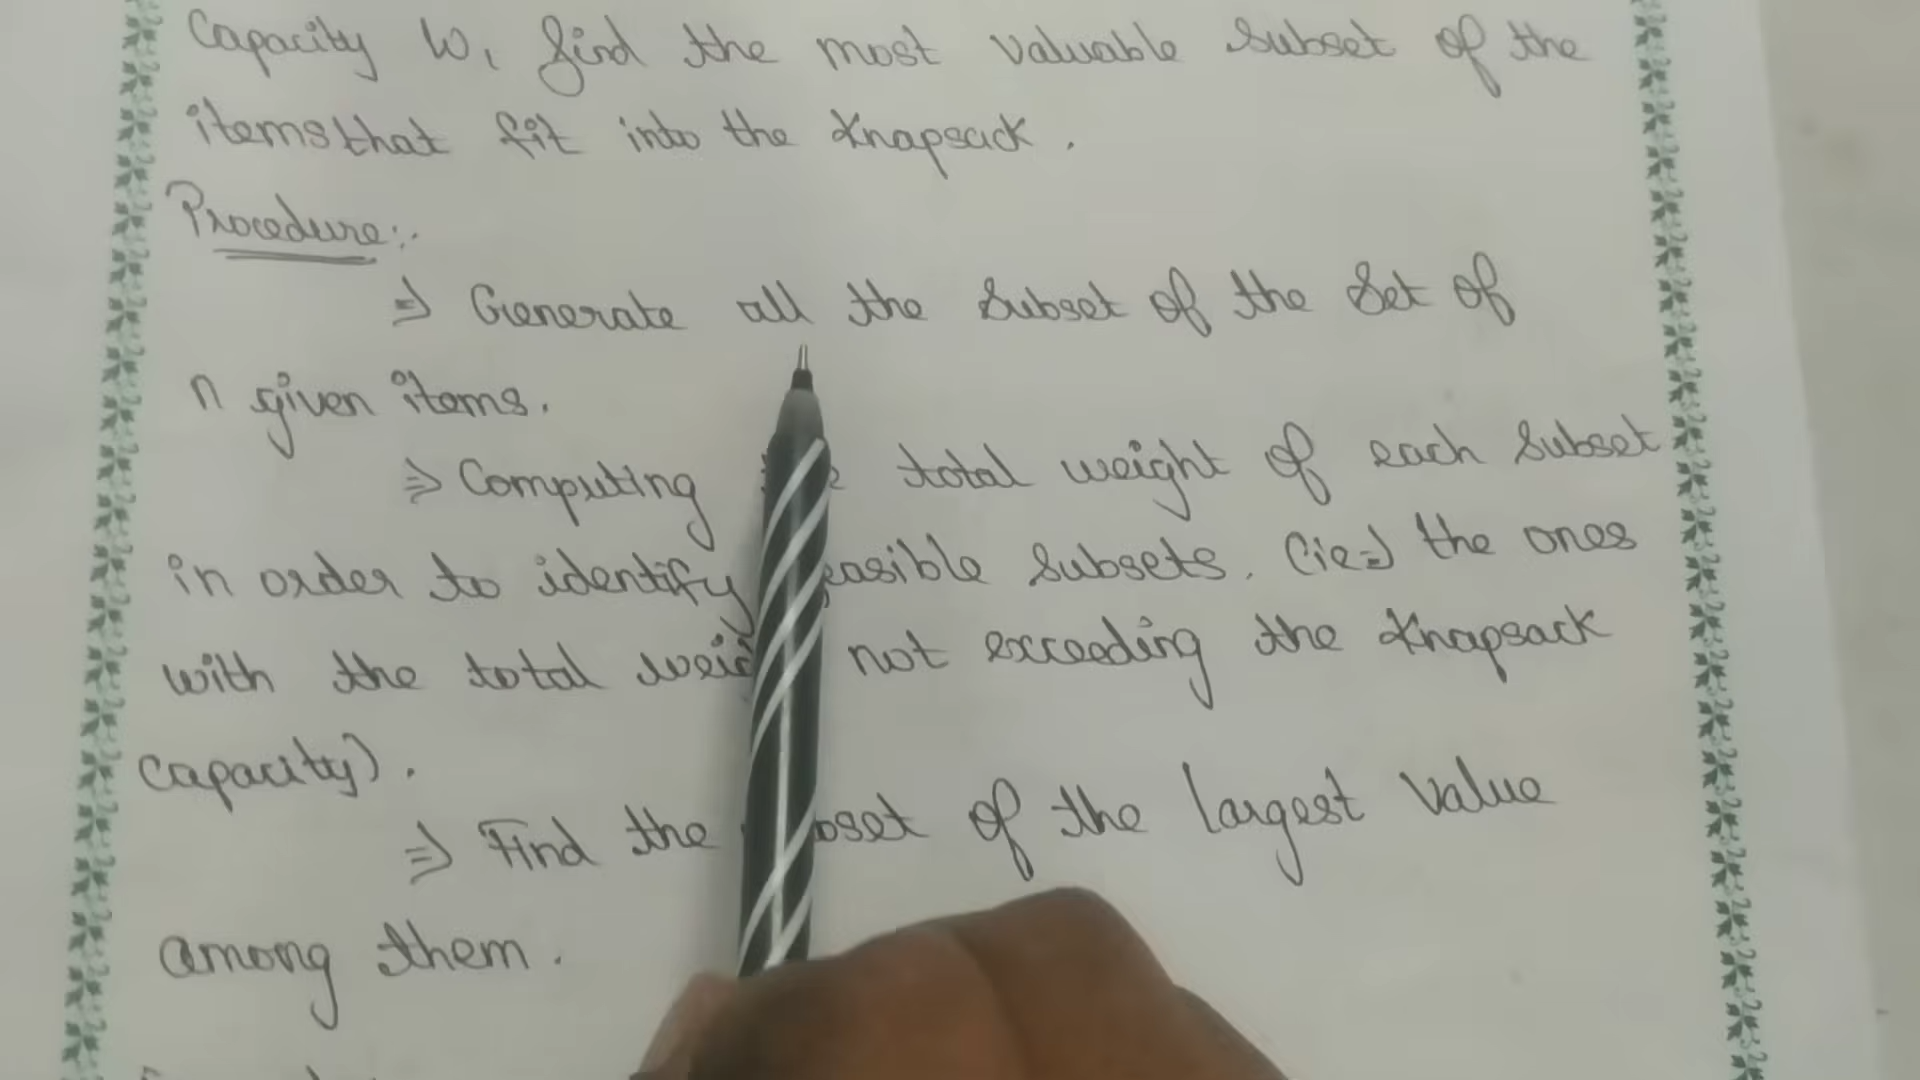 Capacity W, find the most valuable subset of the
items that fit into the Knapsack.
Procedure:-
⇒ Generate all the Subset of the Set of
n given items.
⇒ Computing total weight of each Subset
in order to identify Subsets. (ie) the ones
with the total not exceeding the Knapsack
capacity).
⇒ Find the of the largest value
among them.